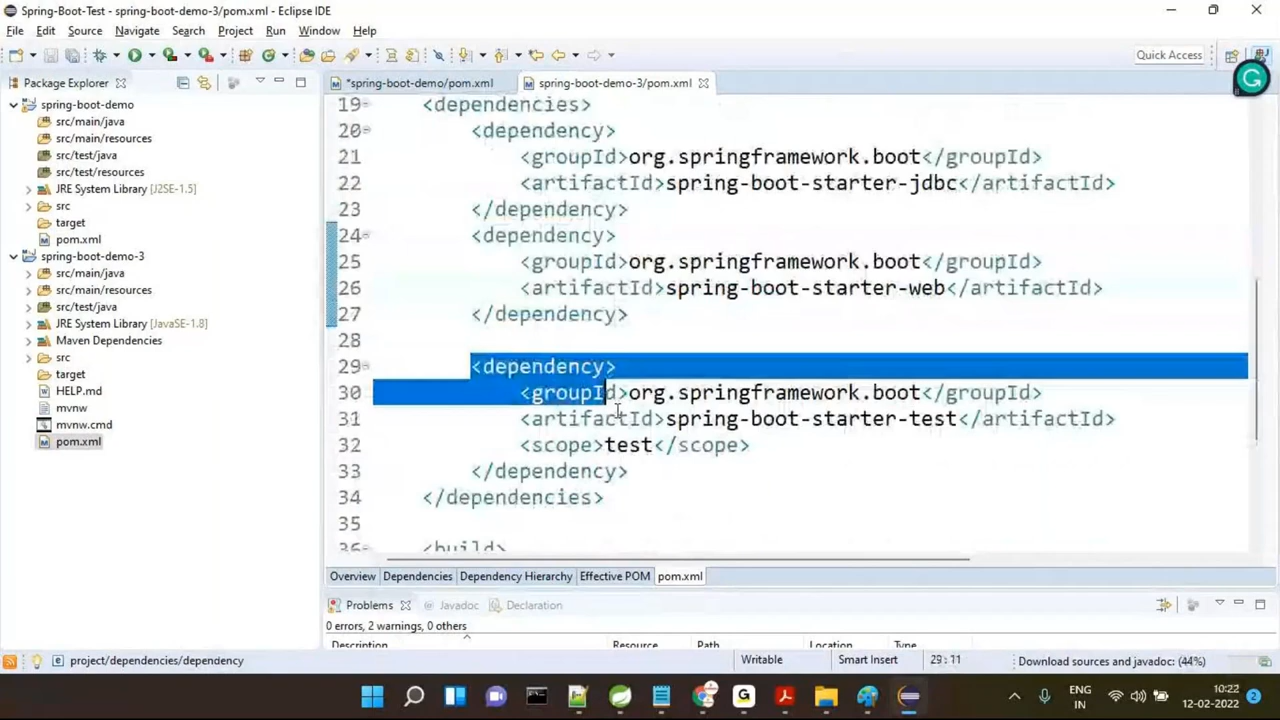 Spring-Boot-Test - spring-boot-demo-3/pom.xml - Eclipse IDE
File Edit Source Navigate Search Project Run Window Help
Quick Access
Package Explorer
*spring-boot-demo/pom.xml
spring-boot-demo-3/pom.xml
spring-boot-demo
src/main/java
src/main/resources
src/test/java
src/test/resources
JRE System Library [J2SE-1.5]
src
target
pom.xml
spring-boot-demo-3
src/main/java
src/main/resources
src/test/java
JRE System Library [JavaSE-1.8]
Maven Dependencies
src
target
HELP.md
mvnw
mvnw.cmd
pom.xml
19 <dependencies>
20 <dependency>
21 <groupId>org.springframework.boot</groupId>
22 <artifactId>spring-boot-starter-jdbc</artifactId>
23 </dependency>
24 <dependency>
25 <groupId>org.springframework.boot</groupId>
26 <artifactId>spring-boot-starter-web</artifactId>
27 </dependency>
28
29 <dependency>
30 <groupId>org.springframework.boot</groupId>
31 <artifactId>spring-boot-starter-test</artifactId>
32 <scope>test</scope>
33 </dependency>
34 </dependencies>
35
36 <build>
Overview Dependencies Dependency Hierarchy Effective POM pom.xml
Problems Javadoc Declaration
0 errors, 2 warnings, 0 others
Description Resource Path Location Type
project/dependencies/dependency
Writable
Smart Insert
29:11
Download sources and javadoc: (44%)
ENG
IN
10:22
12-02-2022
2